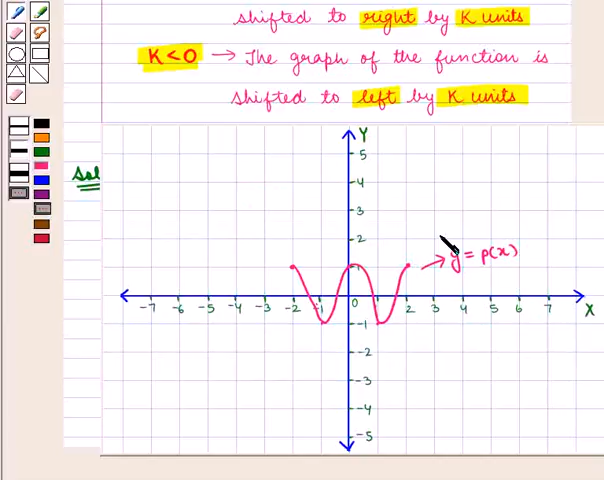 shifted to right by K units
K < 0 → The graph of the function is
shifted to left by K units
Sol
Y
5
4
3
2
1
y = p(x)
-7 -6 -5 -4 -3 -2 -1 0 1 2 3 4 5 6 7
X
-1
-2
-3
-4
-5